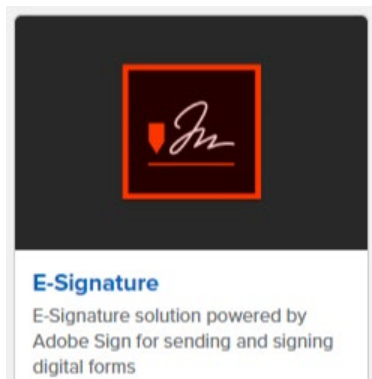 E-Signature
E-Signature solution powered by
Adobe Sign for sending and signing
digital forms